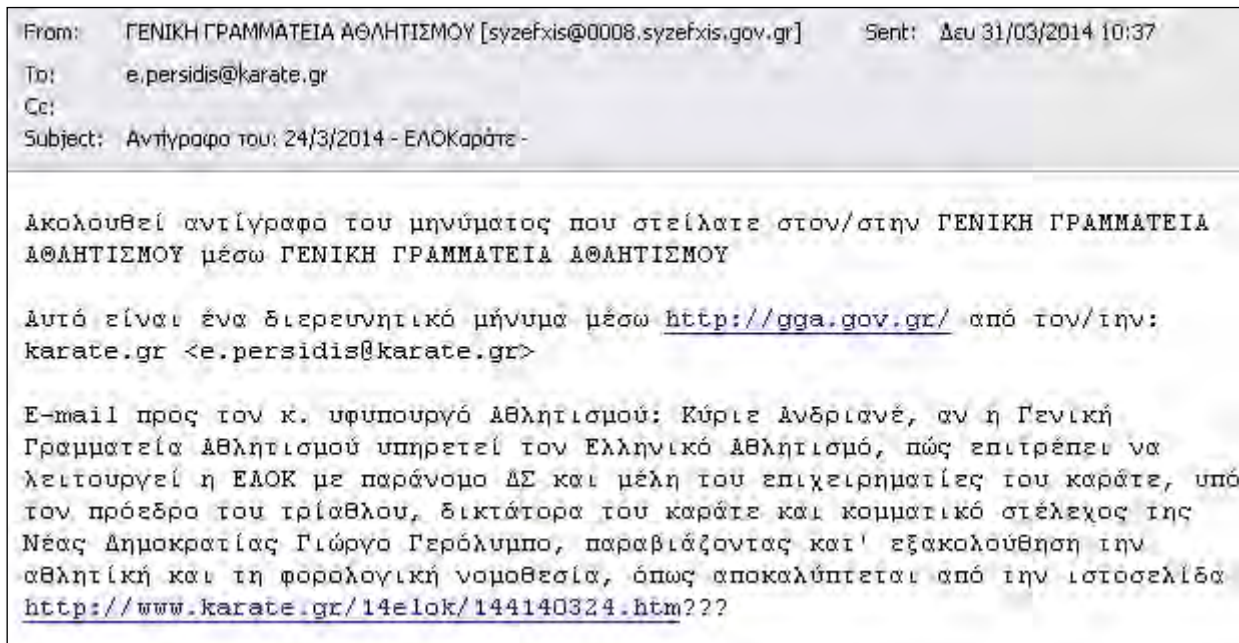 From: ΓΕΝΙΚΗ ΓΡΑΜΜΑΤΕΙΑ ΑΘΛΗΤΙΣΜΟΥ [syzefxis@0008.syzefxis.gov.gr] Sent: Δευ 31/03/2014 10:37
To: e.persidis@karate.gr
Cc:
Subject: Αντίγραφο του: 24/3/2014 - ΕΛΟΚαράτε -
Ακολουθεί αντίγραφο του μηνύματος που στείλατε στον/στην ΓΕΝΙΚΗ ΓΡΑΜΜΑΤΕΙΑ
ΑΘΛΗΤΙΣΜΟΥ μέσω ΓΕΝΙΚΗ ΓΡΑΜΜΑΤΕΙΑ ΑΘΛΗΤΙΣΜΟΥ
Αυτό είναι ένα διερευνητικό μήνυμα μέσω http://gga.gov.gr/ από τον/την:
karate.gr <e.persidis@karate.gr>
E-mail προς τον κ. υφυπουργό Αθλητισμού: Κύριε Ανδριανέ, αν η Γενική
Γραμματεία Αθλητισμού υπηρετεί τον Ελληνικό Αθλητισμό, πώς επιτρέπει να
λειτουργεί η ΕΛΟΚ με παράνομο ΔΣ και μέλη του επιχειρηματίες του καράτε, υπό
τον πρόεδρο του τρίαθλου, δικτάτορα του καράτε και κομματικό στέλεχος της
Νέας Δημοκρατίας Γιώργο Γερόλυμπο, παραβιάζοντας κατ' εξακολούθηση την
αθλητίκή και τη φορολογική νομοθεσία, όπως αποκαλύπτεται από την ιστοσελίδα
http://www.karate.gr/14elok/144140324.htm???